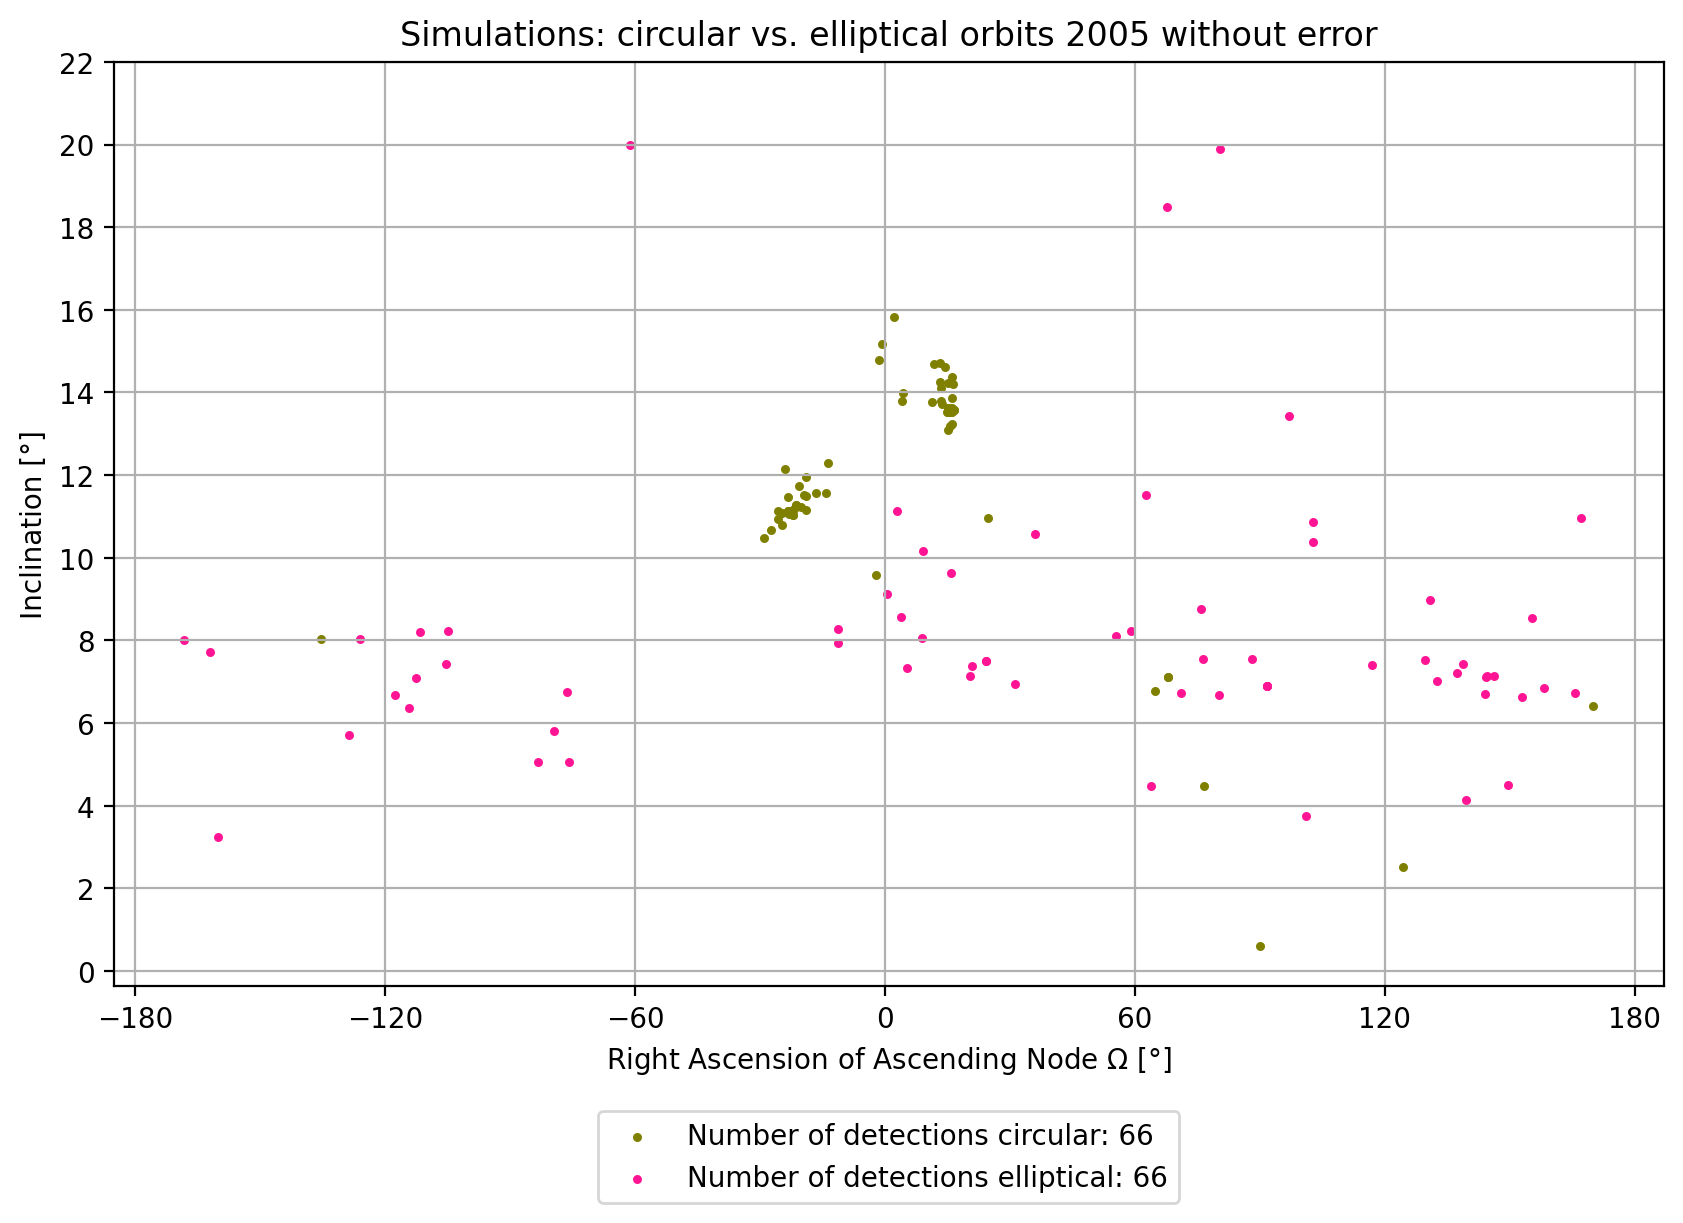 Simulations: circular vs. elliptical orbits 2005 without error
22
20
18
16
14
12
10
8
6
4
2
0
Inclination [°]
−180 −120 −60 0 60 120 180
Right Ascension of Ascending Node Ω [°]
Number of detections circular: 66
Number of detections elliptical: 66